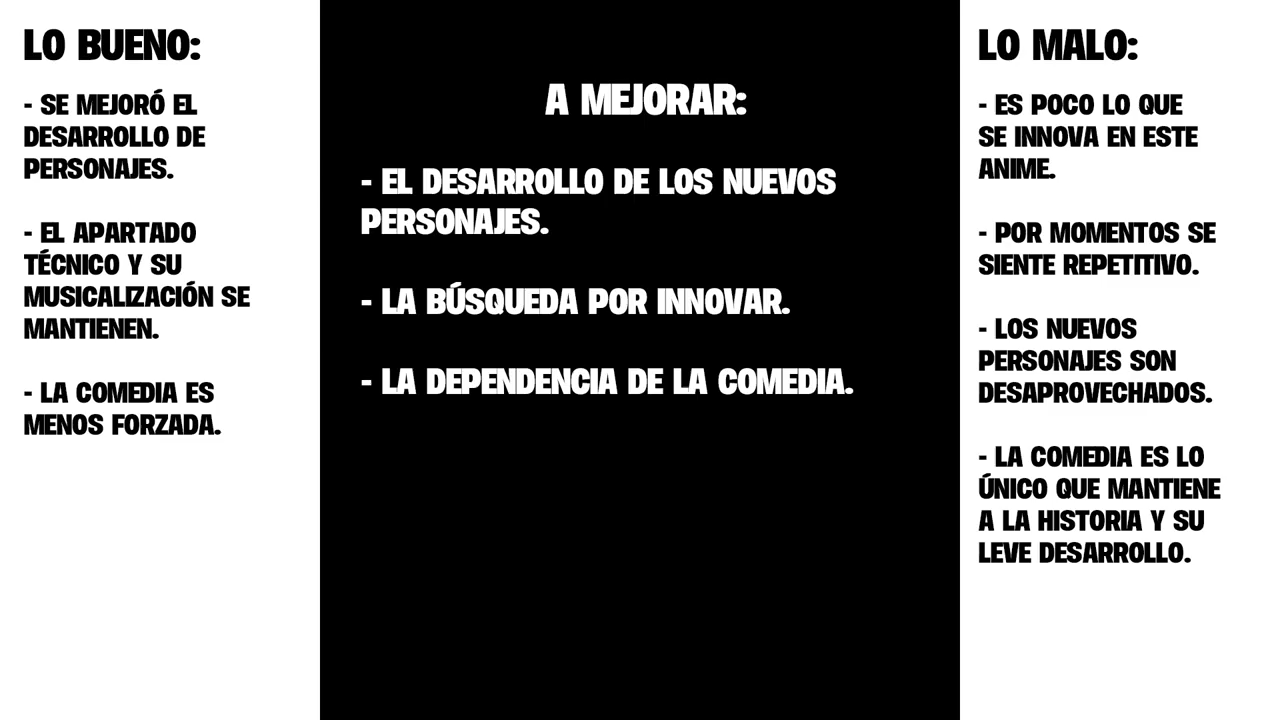 LO BUENO:
- SE MEJORÓ EL
DESARROLLO DE
PERSONAJES.
- EL APARTADO
TÉCNICO Y SU
MUSICALIZACIÓN SE
MANTIENEN.
- LA COMEDIA ES
MENOS FORZADA.
A MEJORAR:
- EL DESARROLLO DE LOS NUEVOS
PERSONAJES.
- LA BÚSQUEDA POR INNOVAR.
- LA DEPENDENCIA DE LA COMEDIA.
LO MALO:
- ES POCO LO QUE
SE INNOVA EN ESTE
ANIME.
- POR MOMENTOS SE
SIENTE REPETITIVO.
- LOS NUEVOS
PERSONAJES SON
DESAPROVECHADOS.
- LA COMEDIA ES LO
ÚNICO QUE MANTIENE
A LA HISTORIA Y SU
LEVE DESARROLLO.